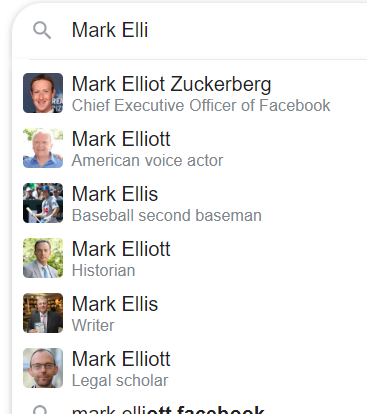 Mark Elli
Mark Elliot Zuckerberg
Chief Executive Officer of Facebook
Mark Elliott
American voice actor
Mark Ellis
Baseball second baseman
Mark Elliott
Historian
Mark Ellis
Writer
Mark Elliott
Legal scholar
mark elliott facebook